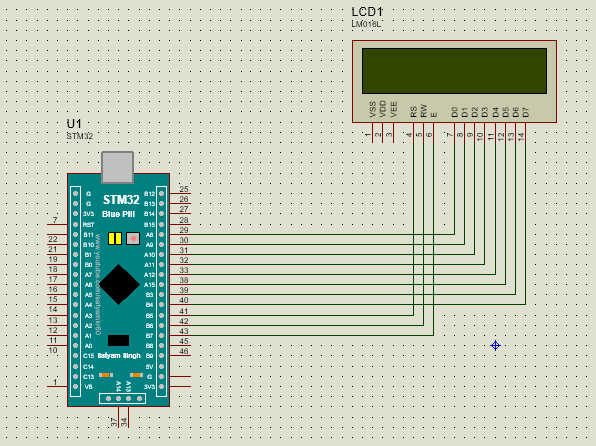 LCD1
LM016L
VSS VDD VEE RS RW E D0 D1 D2 D3 D4 D5 D6 D7
1 2 3 4 5 6 7 8 9 10 11 12 13 14
U1
STM32
STM32
Blue Pill
G B12 25
G B13 26
3V3 B14 27
7 RST B15 28
B11 A8 29
22 B10 A9 30
21 B1 A10 31
19 B0 A11 32
18 A7 A12 33
17 A6 A15 38
16 A5 B3 39
15 A4 B4 40
14 A3 B5 41
13 A2 B6 42
12 A1 B7 43
11 A0 B8 45
10 C15 B9 46
Satyam Singh
C14 5V
C13 G
1 VB 3V3
A14 A13
37 34